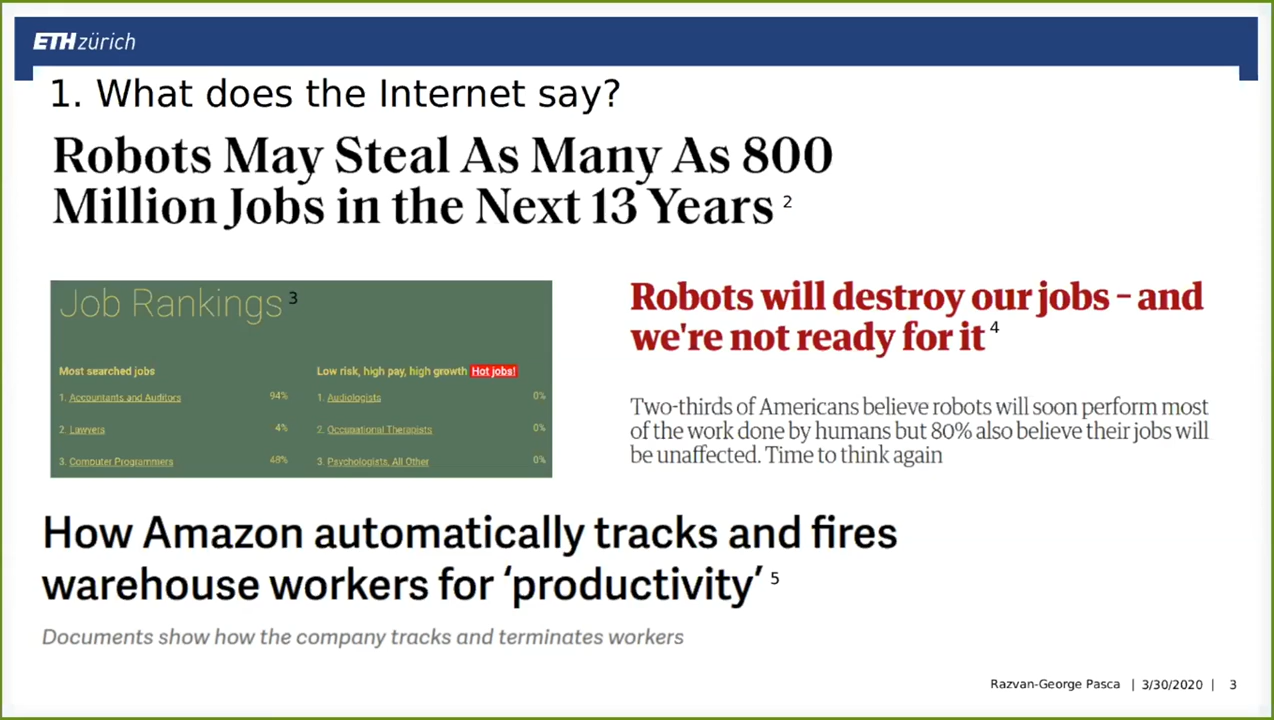 ETH zürich
1. What does the Internet say?
Robots May Steal As Many As 800
Million Jobs in the Next 13 Years 2
Job Rankings 3
Most searched jobs
1. Accountants and Auditors 94%
2. Lawyers 4%
3. Computer Programmers 48%
Low risk, high pay, high growth Hot jobs!
1. Audiologists 0%
2. Occupational Therapists 0%
3. Psychologists, All Other 0%
Robots will destroy our jobs – and
we're not ready for it 4
Two-thirds of Americans believe robots will soon perform most
of the work done by humans but 80% also believe their jobs will
be unaffected. Time to think again
How Amazon automatically tracks and fires
warehouse workers for ‘productivity’ 5
Documents show how the company tracks and terminates workers
Razvan-George Pasca | 3/30/2020 | 3